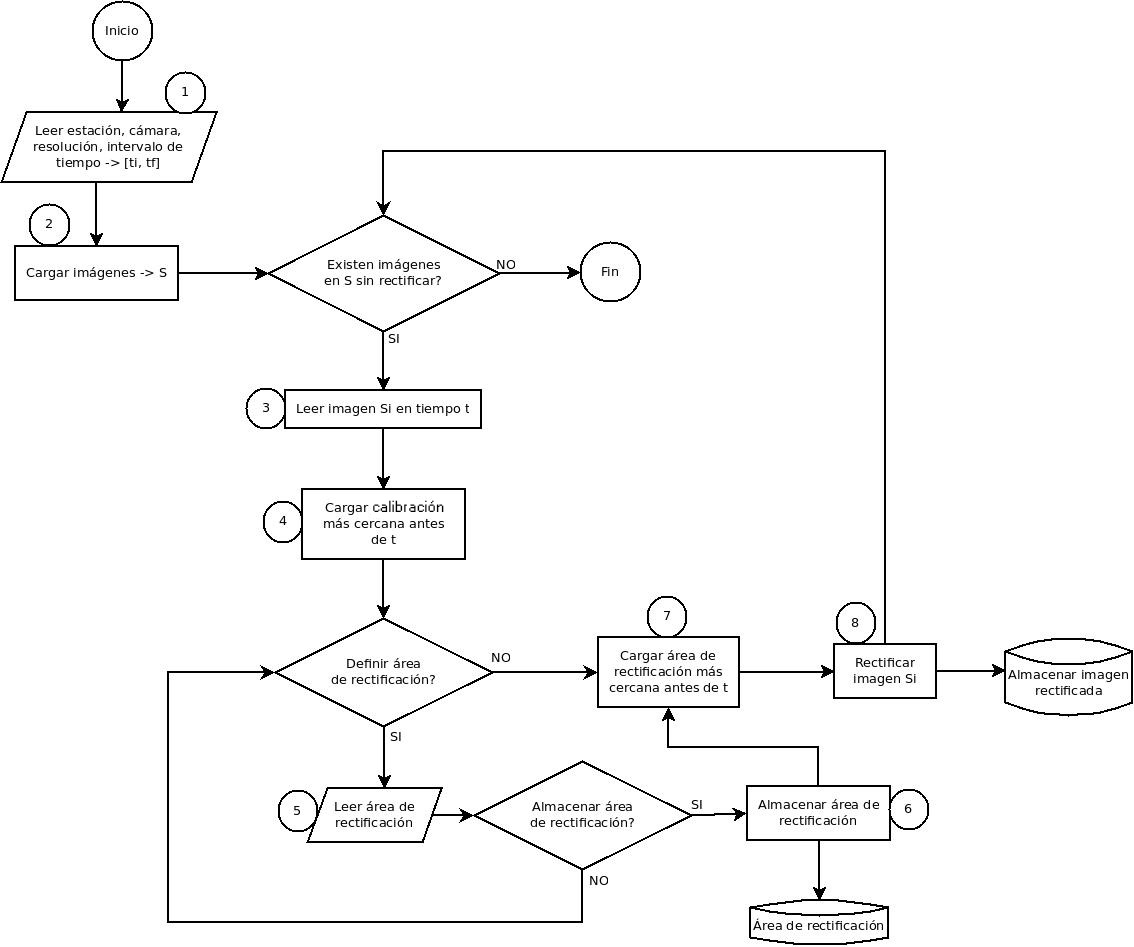 Inicio
1
Leer estación, cámara,
resolución, intervalo de
tiempo -> [ti, tf]
2
Cargar imágenes -> S
Existen imágenes
en S sin rectificar?
NO
Fin
SI
3
Leer imagen Si en tiempo t
4
Cargar calibración
más cercana antes
de t
Definir área
de rectificación?
NO
7
Cargar área de
rectificación más
cercana antes de t
8
Rectificar
imagen Si
Almacenar imagen
rectificada
SI
5
Leer área de
rectificación
Almacenar área
de rectificación?
SI
Almacenar área de
rectificación
6
NO
Área de rectificación